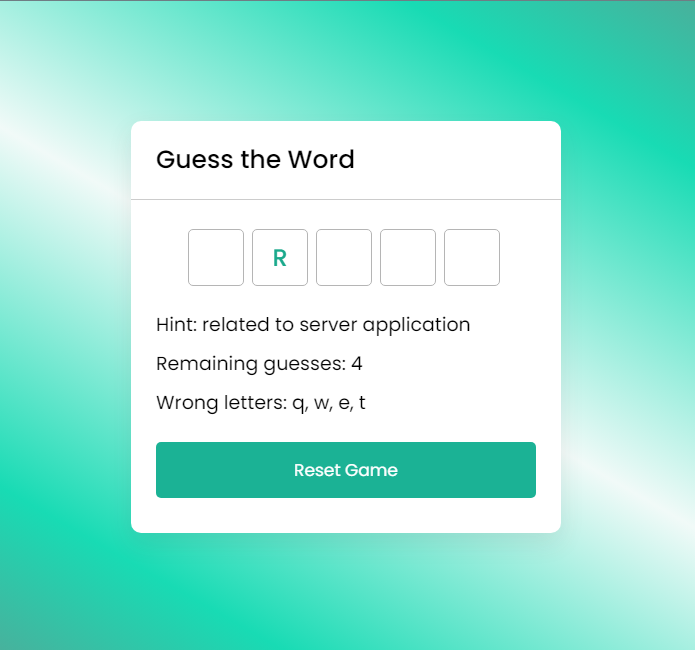 Guess the Word
R
Hint: related to server application
Remaining guesses: 4
Wrong letters: q, w, e, t
Reset Game